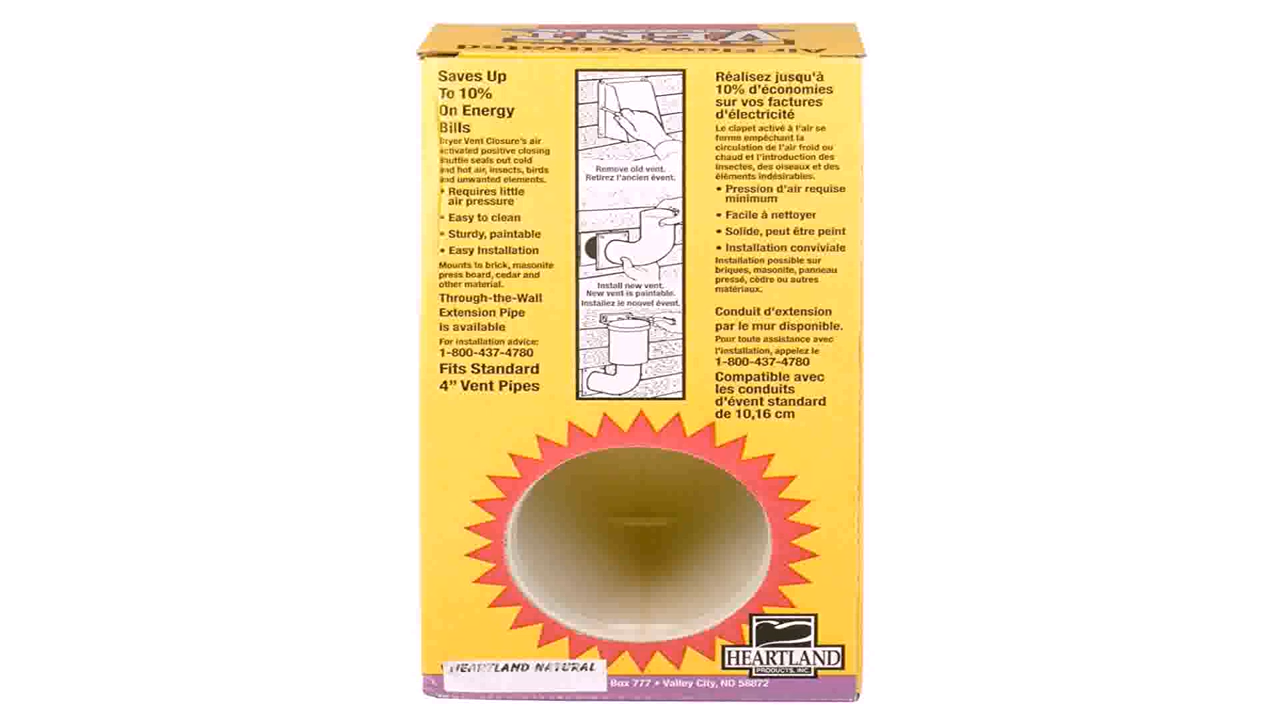 Air Flow Activated
VENT
Saves Up
To 10%
On Energy
Bills
Dryer Vent Closure's air
activated positive closing
shuttle seals out cold
and hot air, insects, birds
and unwanted elements.
• Requires little
air pressure
• Easy to clean
• Sturdy, paintable
• Easy Installation
Mounts to brick, masonite
press board, cedar and
other material.
Through-the-Wall
Extension Pipe
is available
For installation advice:
1-800-437-4780
Fits Standard
4” Vent Pipes
Remove old vent.
Retirez l'ancien évent.
Install new vent.
New vent is paintable.
Installez le nouvel évent.
Réalisez jusqu'à
10% d'économies
sur vos factures
d'électricité
Le clapet activé à l'air se
ferme empêchant la
circulation de l'air froid ou
chaud et l'introduction des
insectes, des oiseaux et des
éléments indésirables.
• Pression d'air requise
minimum
• Facile à nettoyer
• Solide, peut être peint
• Installation conviviale
Installation possible sur
briques, masonite, panneau
pressé, cèdre ou autres
matériaux.
Conduit d'extension
par le mur disponible.
Pour toute assistance avec
l'installation, appelez le
1-800-437-4780
Compatible avec
les conduits
d'évent standard
de 10,16 cm
HEARTLAND
PRODUCTS, INC.
HEARTLAND NATURAL
Box 777 • Valley City, ND 58072